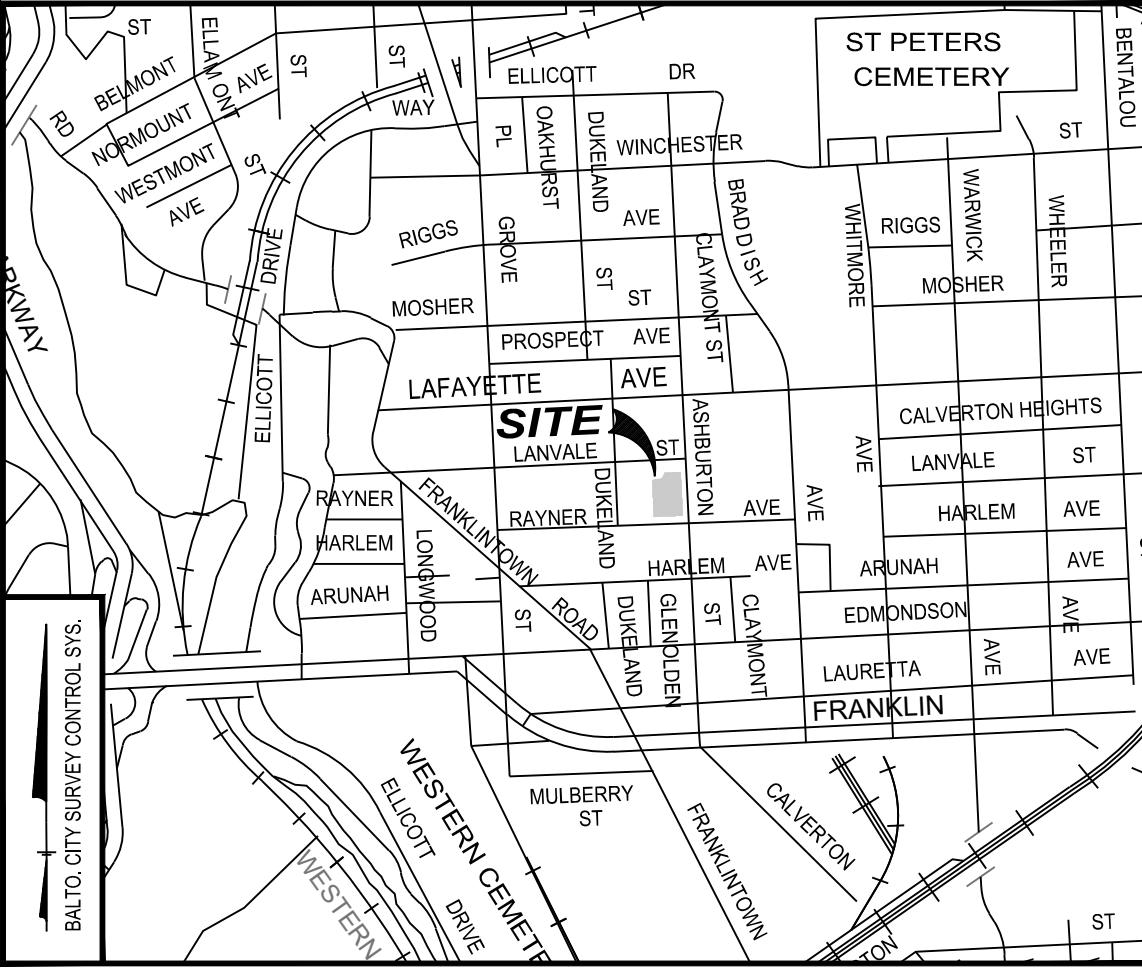 ST
ELLAMONT
ST
ST
ST PETERS
CEMETERY
BENTALOU
BELMONT
AVE
ELLICOTT
DR
WAY
RD
NORMOUNT
PL
OAKHURST
DUKELAND
WINCHESTER
ST
WESTMONT
ST
AVE
AVE
BRADDISH
WHITMORE
RIGGS
WARWICK
WHEELER
RIGGS
GROVE
DRIVE
CLAYMONT ST
ST
ST
MOSHER
MOSHER
ARKWAY
PROSPECT
AVE
ELLICOTT
LAFAYETTE
AVE
SITE
ASHBURTON
CALVERTON HEIGHTS
LANVALE
ST
AVE
LANVALE
ST
RAYNER
FRANKLINTOWN
DUKELAND
RAYNER
AVE
AVE
HARLEM
AVE
HARLEM
LONGWOOD
HARLEM
AVE
ARUNAH
AVE
ARUNAH
ST
ROAD
DUKELAND
GLENOLDEN
ST
CLAYMONT
EDMONDSON
AVE
AVE
AVE
LAURETTA
FRANKLIN
BALTO. CITY SURVEY CONTROL SYS.
WESTERN CEMETE
ELLICOTT
DRIVE
MULBERRY
ST
CALVERTON
FRANKLINTOWN
WESTERN
TON
ST